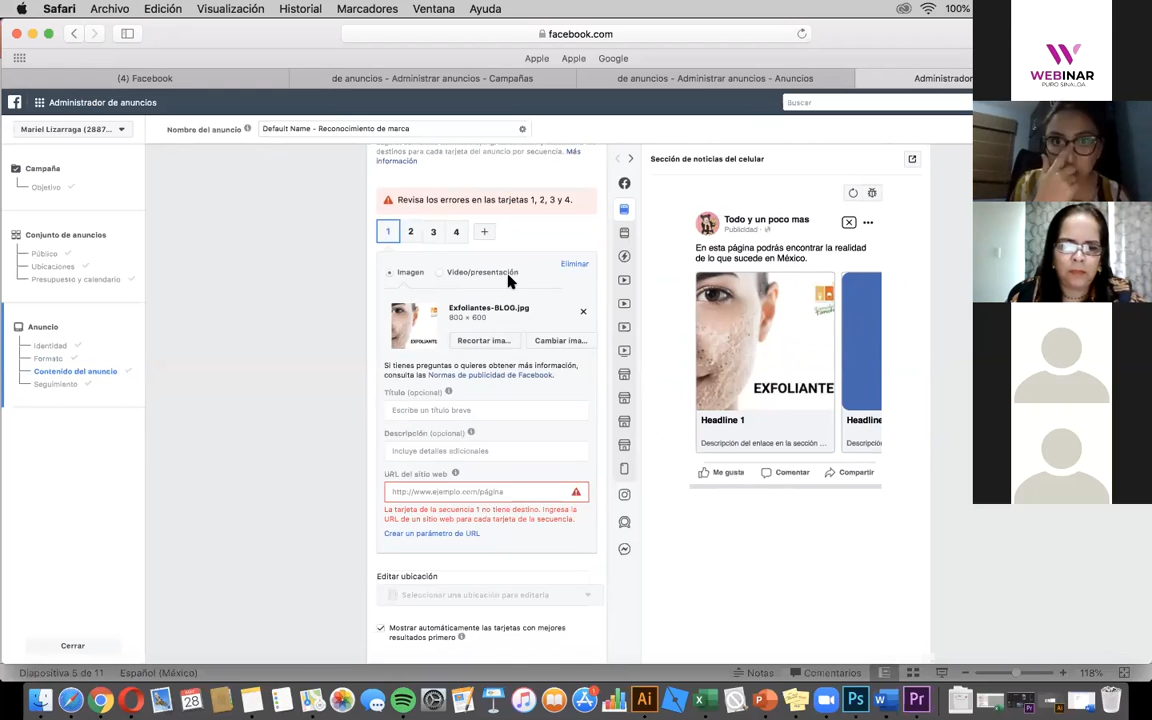 Safari Archivo Edición Visualización Historial Marcadores Ventana Ayuda 100%
facebook.com
Apple Apple Google
(4) Facebook
de anuncios - Administrar anuncios - Campañas
de anuncios - Administrar anuncios - Anuncios
Administrador
Administrador de anuncios
Buscar
Mariel Lizarraga (2887...
Nombre del anuncio
Default Name - Reconocimiento de marca
Campaña
Objetivo
Conjunto de anuncios
Público
Ubicaciones
Presupuesto y calendario
Anuncio
Identidad
Formato
Contenido del anuncio
Seguimiento
Cerrar
destinos para cada tarjeta del anuncio por secuencia. Más
información
Revisa los errores en las tarjetas 1, 2, 3 y 4.
1 2 3 4 +
Eliminar
Imagen Video/presentación
Exfoliantes-BLOG.jpg
800 × 600
EXFOLIANTE
Recortar ima... Cambiar ima...
Si tienes preguntas o quieres obtener más información,
consulta las Normas de publicidad de Facebook.
Título (opcional)
Escribe un título breve
Descripción (opcional)
Incluye detalles adicionales
URL del sitio web
http://www.ejemplo.com/página
La tarjeta de la secuencia 1 no tiene destino. Ingresa la
URL de un sitio web para cada tarjeta de la secuencia.
Crear un parámetro de URL
Editar ubicación
Seleccionar una ubicación para editarla
Mostrar automáticamente las tarjetas con mejores
resultados primero
Sección de noticias del celular
Todo y un poco mas
Publicidad
En esta página podrás encontrar la realidad
de lo que sucede en México.
EXFOLIANTE
Headline 1
Descripción del enlace en la sección ...
Headline
Descripc
Me gusta Comentar Compartir
WEBINAR
PURO SINALOA
Diapositiva 5 de 11 Español (México) Notas Comentarios 118%
28
Ai
Ps
Pr
1